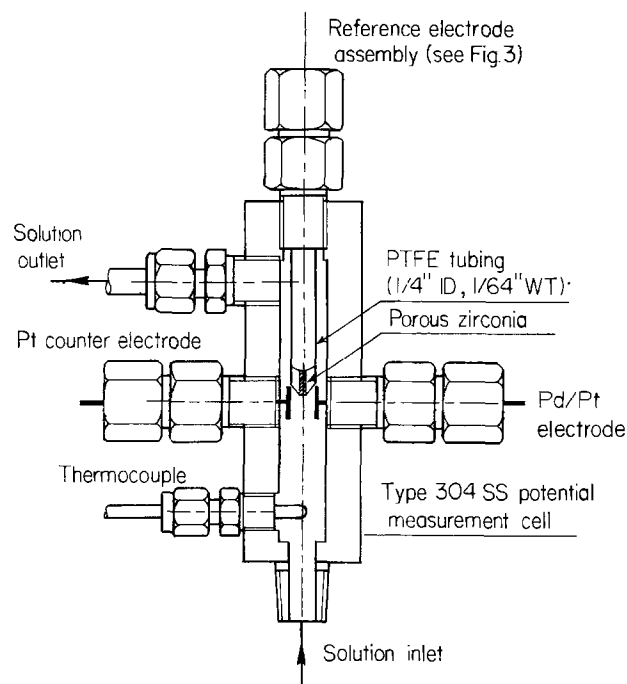 Reference electrode
assembly (see Fig.3)
Solution
outlet
PTFE tubing
(1/4" ID, 1/64" WT)
Porous zirconia
Pt counter electrode
Pd/Pt
electrode
Thermocouple
Type 304 SS potential
measurement cell
Solution inlet